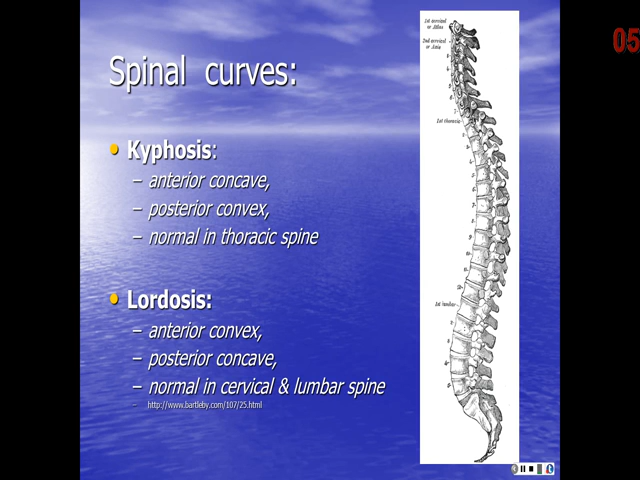 05
Spinal curves:
• Kyphosis:
– anterior concave,
– posterior convex,
– normal in thoracic spine
• Lordosis:
– anterior convex,
– posterior concave,
– normal in cervical & lumbar spine
– http://www.bartleby.com/107/25.html
1st cervical
or Atlas
2nd cervical
or Axis
1st thoracic
1st lumbar